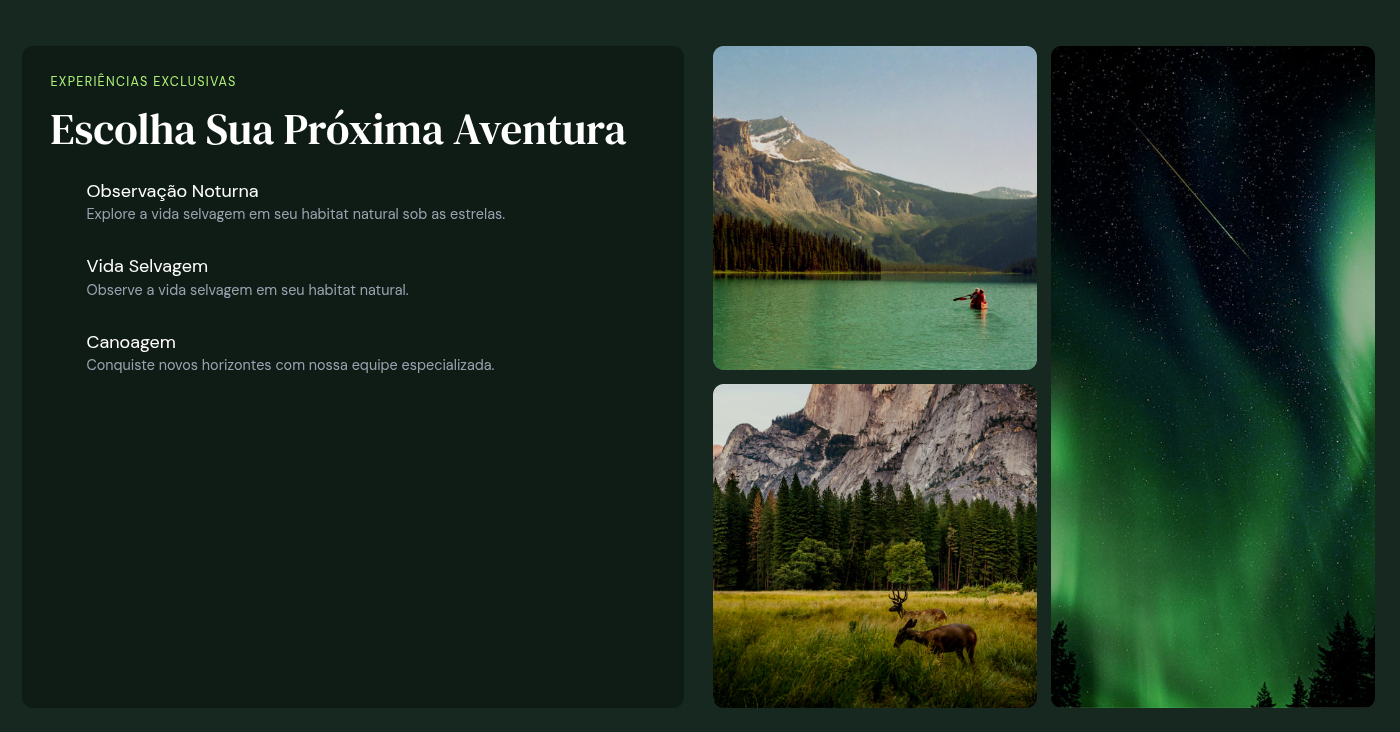 EXPERIÊNCIAS EXCLUSIVAS
Escolha Sua Próxima Aventura
Observação Noturna
Explore a vida selvagem em seu habitat natural sob as estrelas.
Vida Selvagem
Observe a vida selvagem em seu habitat natural.
Canoagem
Conquiste novos horizontes com nossa equipe especializada.